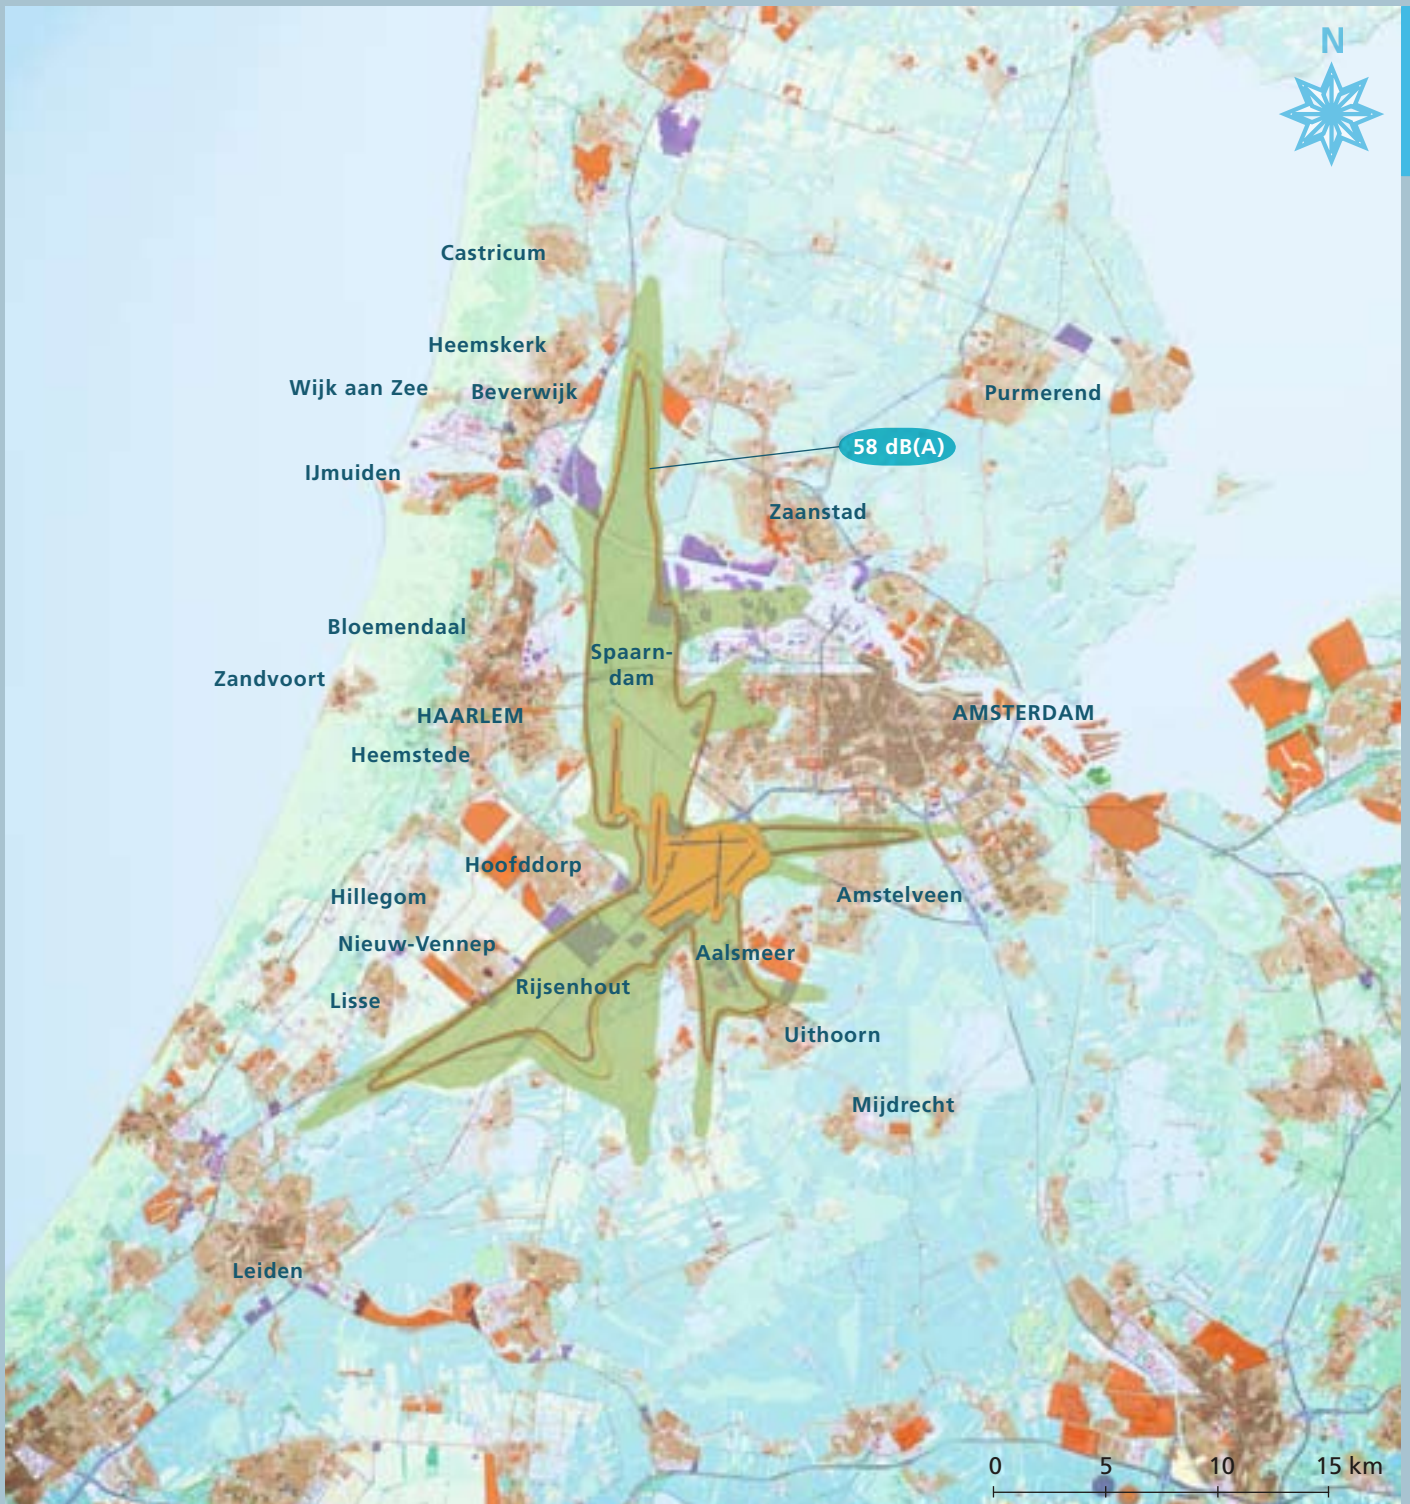 N
Castricum
Heemskerk
Wijk aan Zee
Beverwijk
Purmerend
58 dB(A)
IJmuiden
Zaanstad
Bloemendaal
Spaarn-
dam
Zandvoort
HAARLEM
AMSTERDAM
Heemstede
Hoofddorp
Hillegom
Amstelveen
Nieuw-Vennep
Aalsmeer
Rijsenhout
Lisse
Uithoorn
Mijdrecht
Leiden
0 5 10 15 km